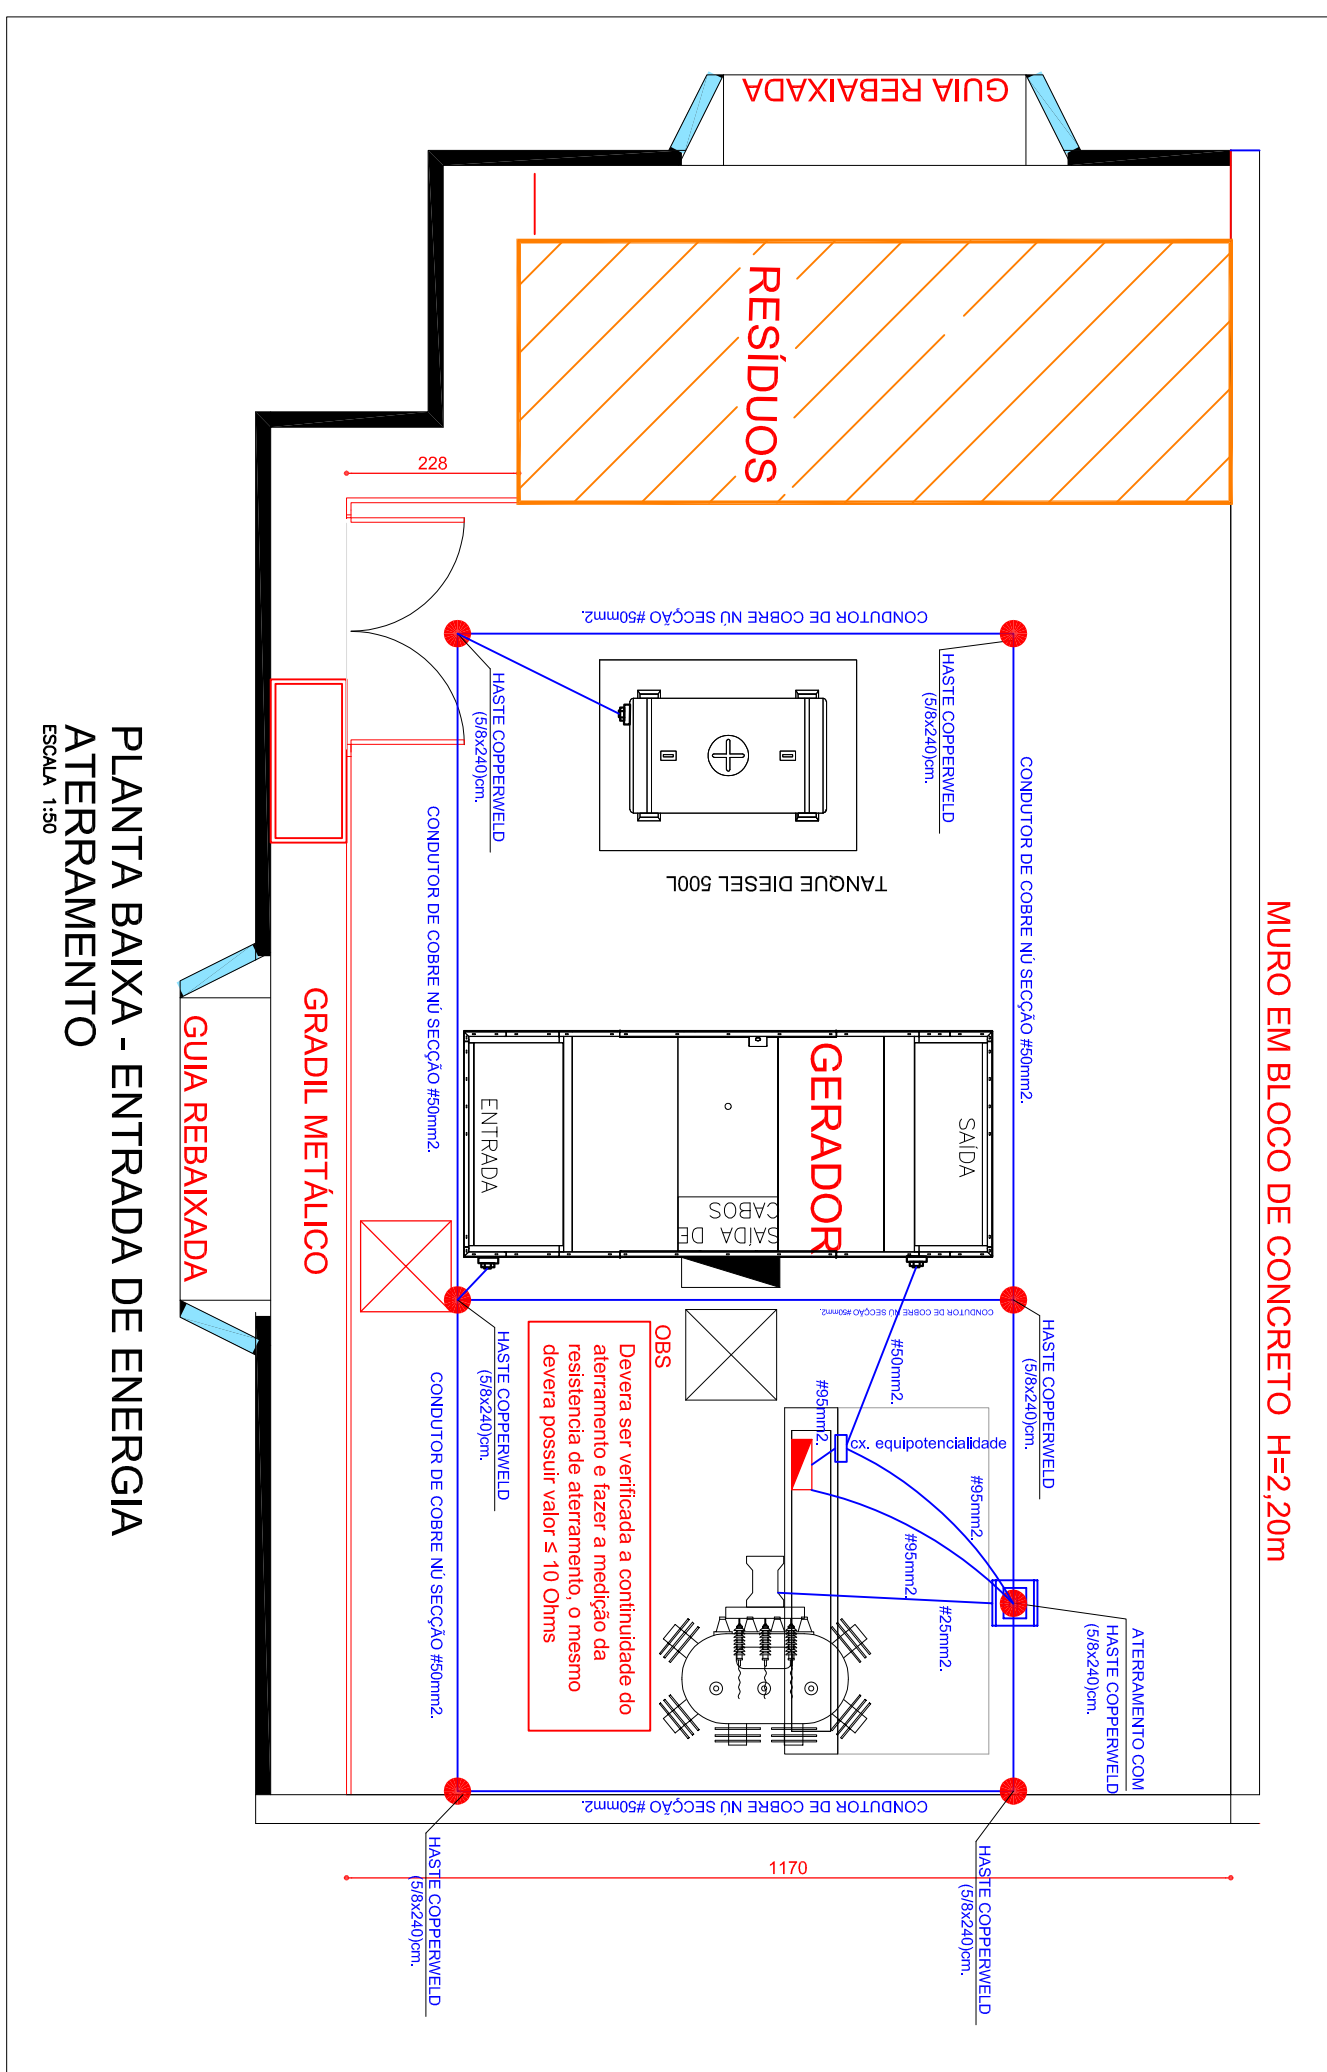 GUIA REBAIXADA
RESÍDUOS
228
CONDUTOR DE COBRE NÚ SECÇÃO #50mm2.
HASTE COPPERWELD
(5/8x240)cm.
HASTE COPPERWELD
(5/8x240)cm.
TANQUE DIESEL 500L
CONDUTOR DE COBRE NÚ SECÇÃO #50mm2.
CONDUTOR DE COBRE NÚ SECÇÃO #50mm2.
MURO EM BLOCO DE CONCRETO H=2,20m
GERADOR
SAÍDA
ENTRADA
SAÍDA DE
CABOS
GRADIL METÁLICO
GUIA REBAIXADA
PLANTA BAIXA - ENTRADA DE ENERGIA
ATERRAMENTO
ESCALA 1:50
CONDUTOR DE COBRE NÚ SECÇÃO #50mm2.
HASTE COPPERWELD
(5/8x240)cm.
HASTE COPPERWELD
(5/8x240)cm.
OBS
Devera ser verificada a continuidade do
aterramento e fazer a medição da
resistencia de aterramento, o mesmo
devera possuir valor ≤ 10 Ohms
#50mm2.
#95mm2.
cx. equipotencialidade
#95mm2.
#95mm2.
#25mm2.
ATERRAMENTO COM
HASTE COPPERWELD
(5/8x240)cm.
CONDUTOR DE COBRE NÚ SECÇÃO #50mm2.
CONDUTOR DE COBRE NÚ SECÇÃO #50mm2.
1170
HASTE COPPERWELD
(5/8x240)cm.
HASTE COPPERWELD
(5/8x240)cm.